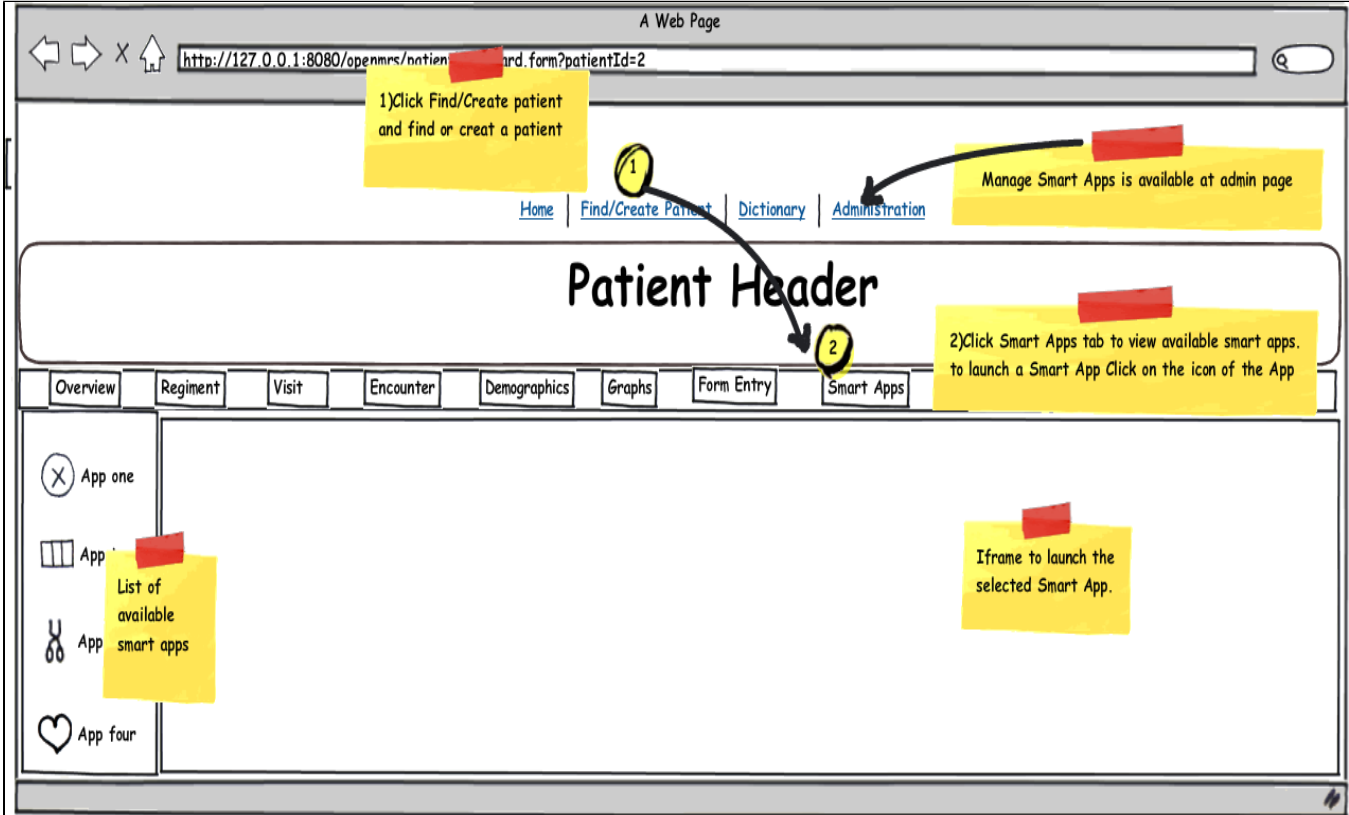 A Web Page
http://127.0.0.1:8080/openmrs/patien ard.form?patientId=2
1)Click Find/Create patient
and find or creat a patient
1
Manage Smart Apps is available at admin page
Home Find/Create Patient Dictionary Administration
Patient Header
2
2)Click Smart Apps tab to view available smart apps.
to launch a Smart App Click on the icon of the App
Overview Regiment Visit Encounter Demographics Graphs Form Entry Smart Apps
App one
App
List of
available
smart apps
App
App four
Iframe to launch the
selected Smart App.